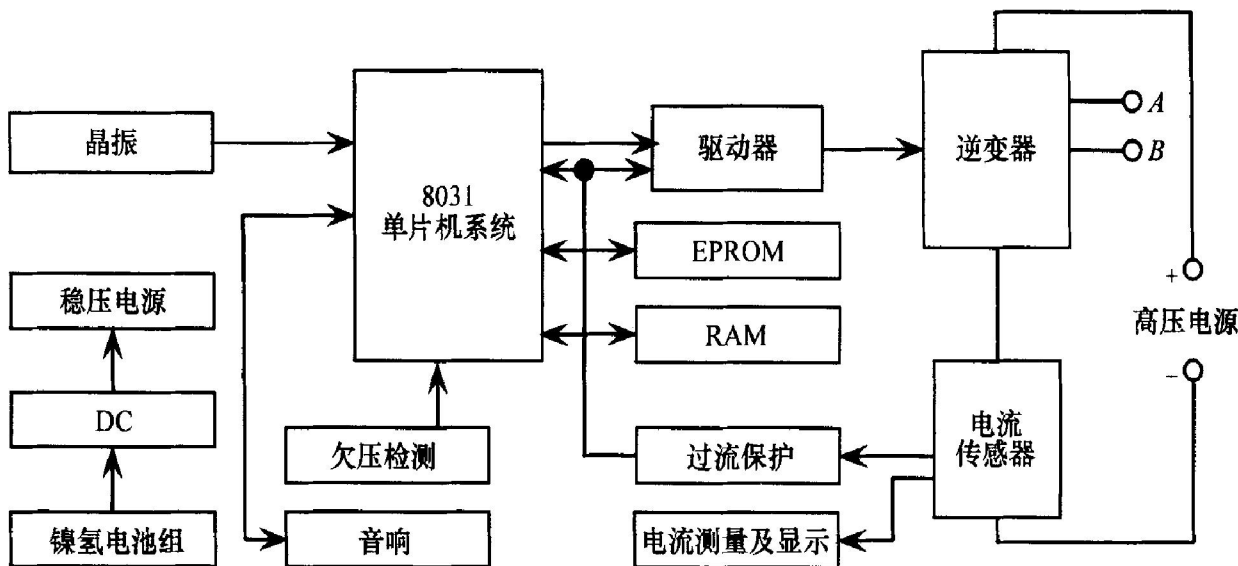 晶振
8031
单片机系统
驱动器
逆变器
A
B
EPROM
稳压电源
RAM
+
高压电源
−
DC
欠压检测
过流保护
电流
传感器
镍氢电池组
音响
电流测量及显示